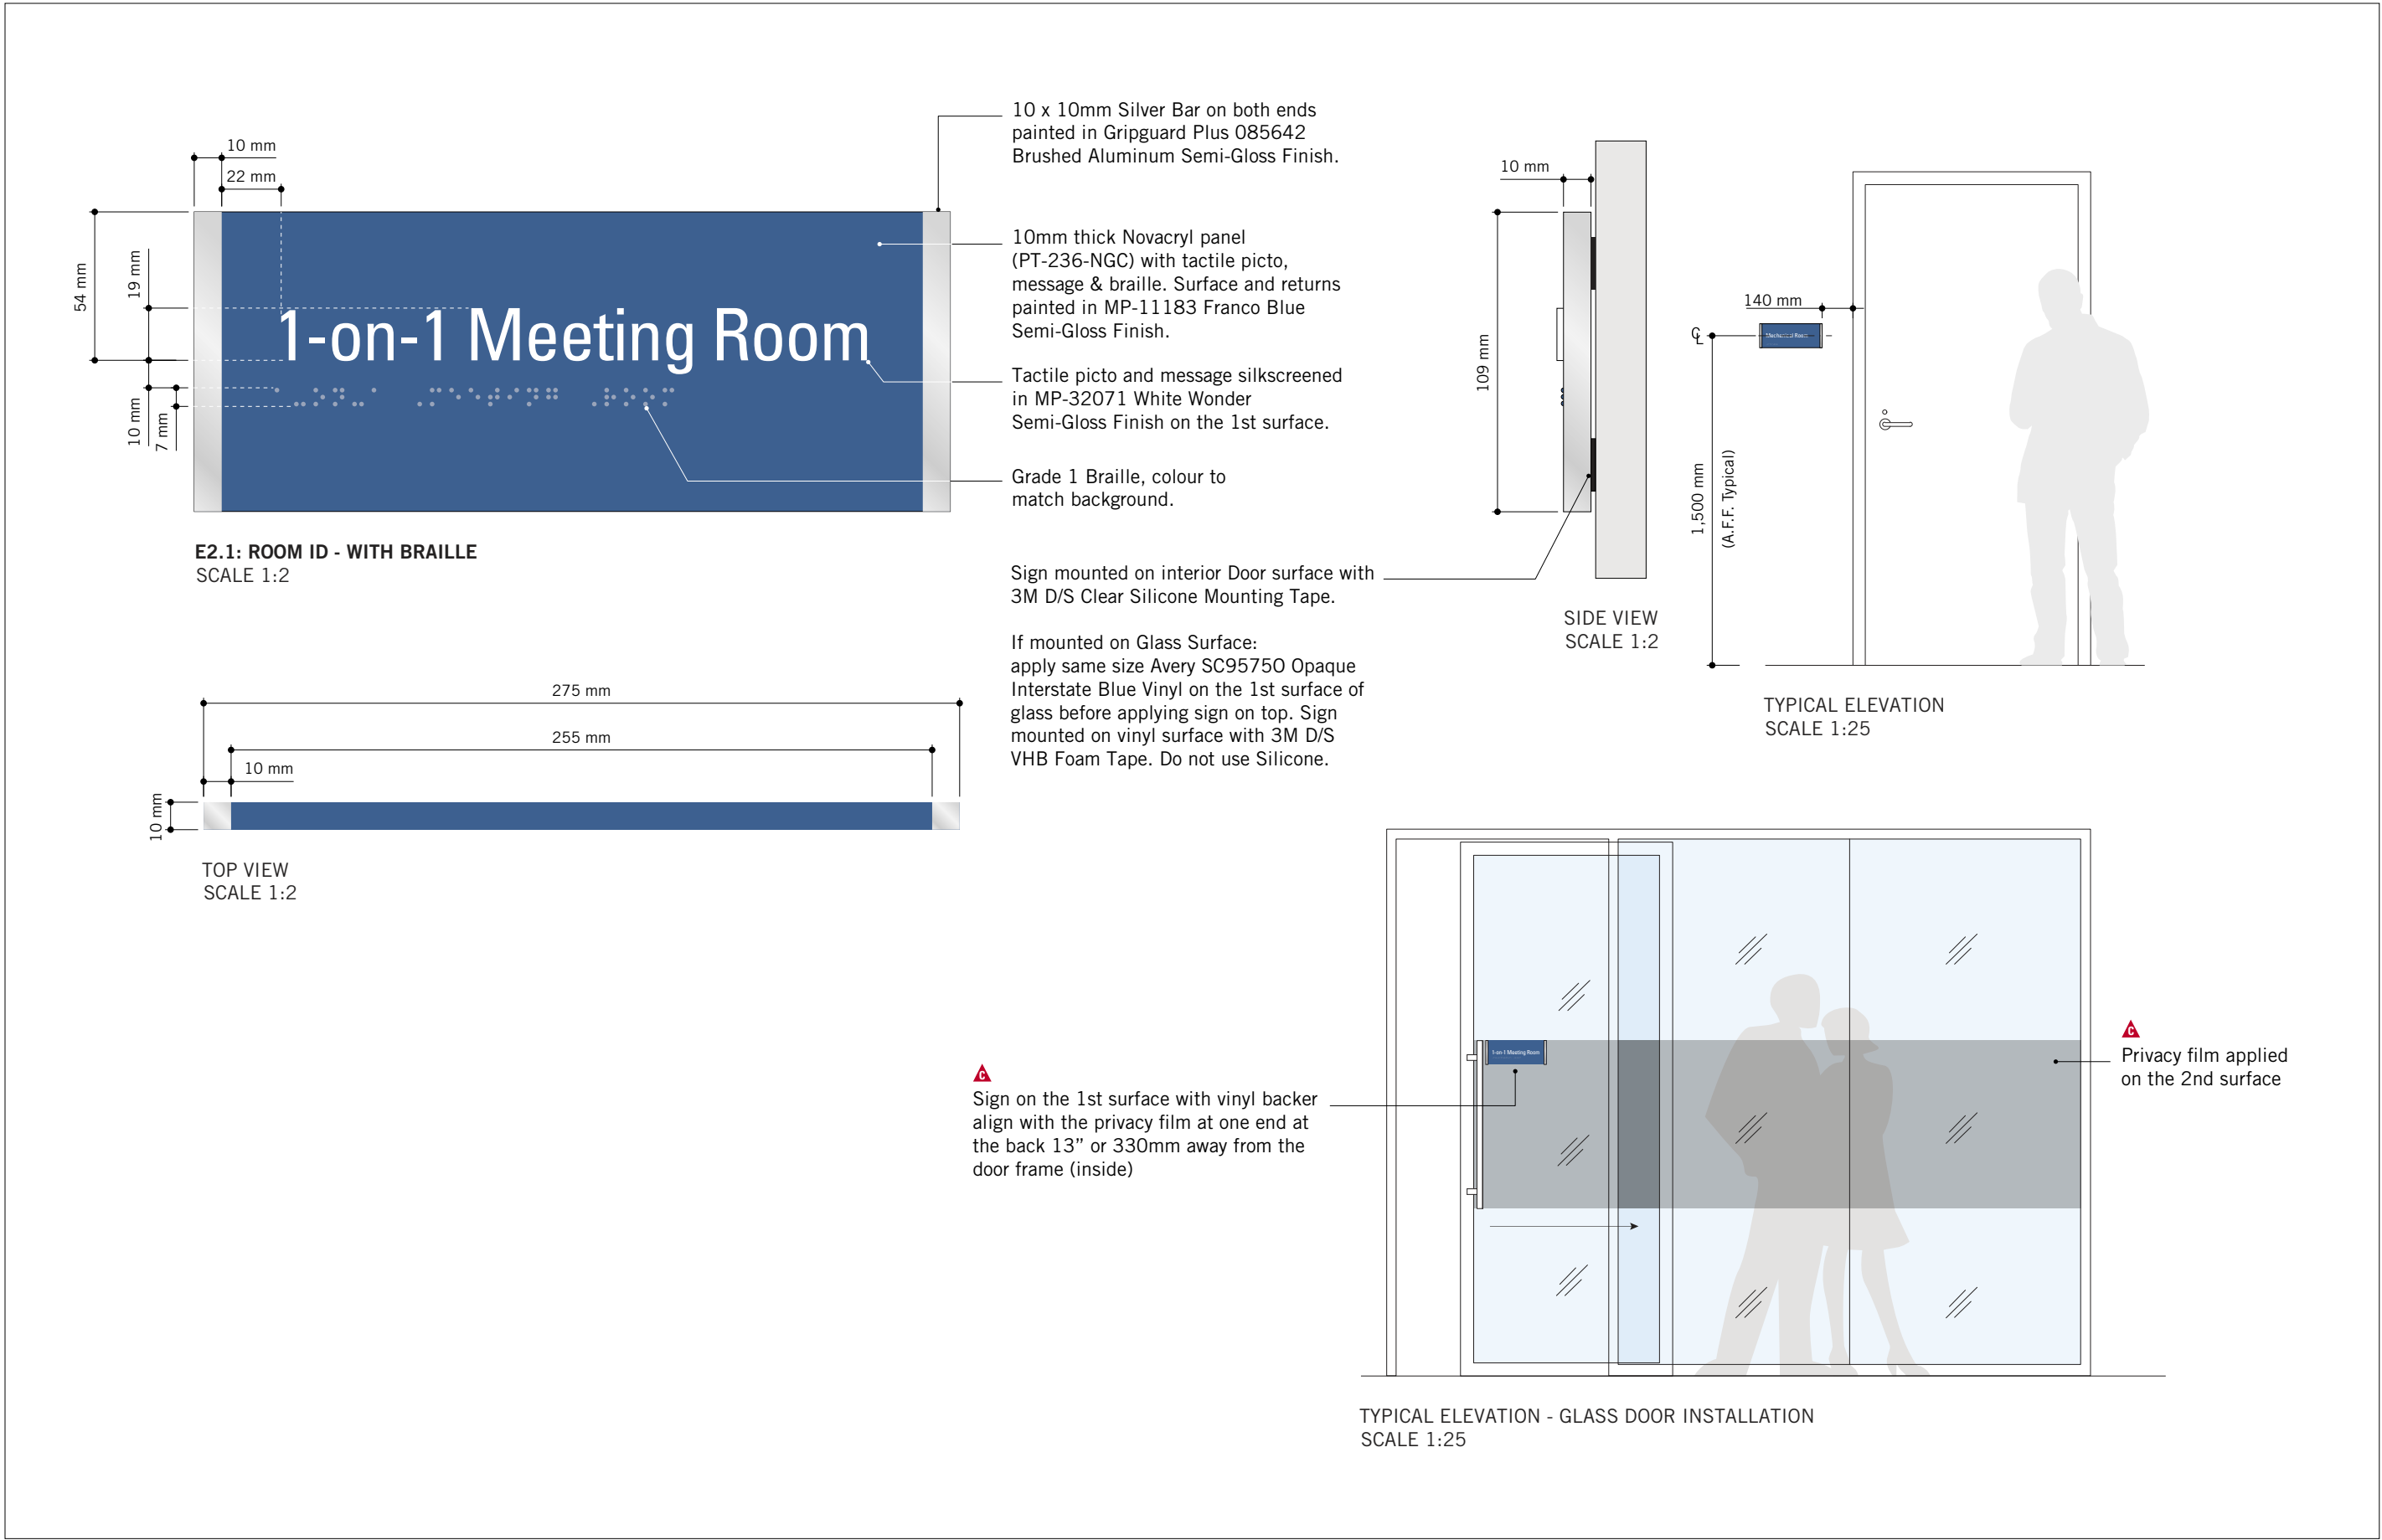 10 mm
22 mm
54 mm
19 mm
10 mm
7 mm
1-on-1 Meeting Room
10 x 10mm Silver Bar on both ends
painted in Gripguard Plus 085642
Brushed Aluminum Semi-Gloss Finish.
10mm thick Novacryl panel
(PT-236-NGC) with tactile picto,
message & braille. Surface and returns
painted in MP-11183 Franco Blue
Semi-Gloss Finish.
Tactile picto and message silkscreened
in MP-32071 White Wonder
Semi-Gloss Finish on the 1st surface.
Grade 1 Braille, colour to
match background.
E2.1: ROOM ID - WITH BRAILLE
SCALE 1:2
Sign mounted on interior Door surface with
3M D/S Clear Silicone Mounting Tape.
If mounted on Glass Surface:
apply same size Avery SC9575O Opaque
Interstate Blue Vinyl on the 1st surface of
glass before applying sign on top. Sign
mounted on vinyl surface with 3M D/S
VHB Foam Tape. Do not use Silicone.
10 mm
109 mm
SIDE VIEW
SCALE 1:2
140 mm
CL
Mechanical Room
1,500 mm
(A.F.F. Typical)
TYPICAL ELEVATION
SCALE 1:25
275 mm
255 mm
10 mm
10 mm
TOP VIEW
SCALE 1:2
C
Sign on the 1st surface with vinyl backer
align with the privacy film at one end at
the back 13” or 330mm away from the
door frame (inside)
1-on-1 Meeting Room
C
Privacy film applied
on the 2nd surface
TYPICAL ELEVATION - GLASS DOOR INSTALLATION
SCALE 1:25